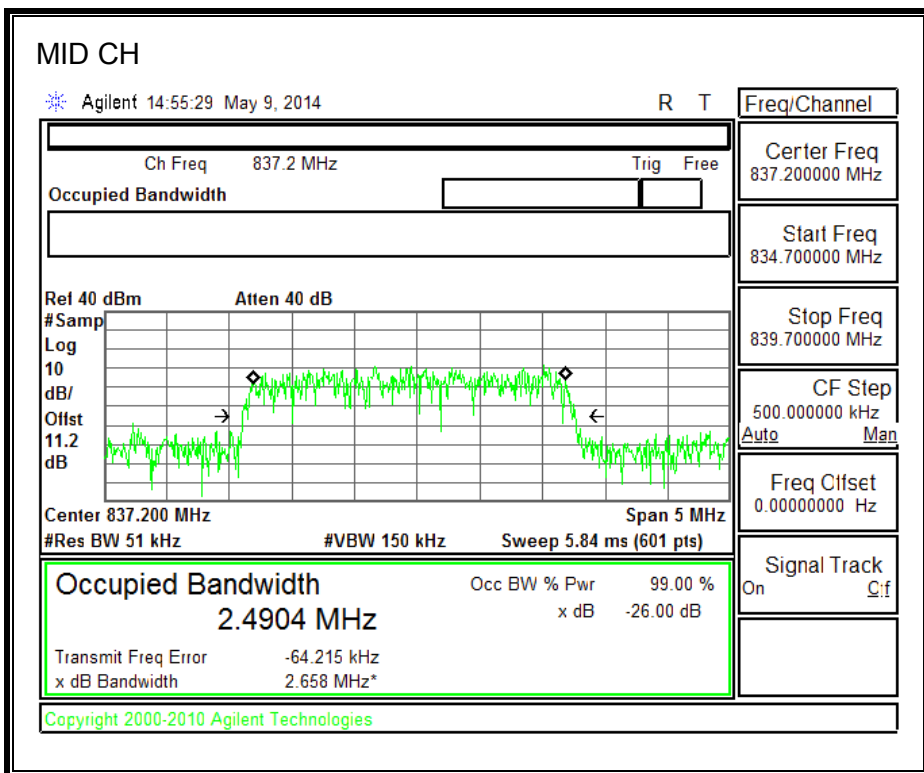 MID CH
Agilent 14:55:29 May 9, 2014 R T
Freq/Channel
Ch Freq 837.2 MHz Trig Free
Occupied Bandwidth
Center Freq
837.200000 MHz
Start Freq
834.700000 MHz
Stop Freq
839.700000 MHz
CF Step
500.000000 kHz
Auto Man
Freq Offset
0.00000000 Hz
Signal Track
On Off
Ref 40 dBm Atten 40 dB
#Samp
Log
10
dB/
Offst
11.2
dB
Center 837.200 MHz Span 5 MHz
#Res BW 51 kHz #VBW 150 kHz Sweep 5.84 ms (601 pts)
Occupied Bandwidth
2.4904 MHz
Occ BW % Pwr 99.00 %
x dB -26.00 dB
Transmit Freq Error -64.215 kHz
x dB Bandwidth 2.658 MHz*
Copyright 2000-2010 Agilent Technologies